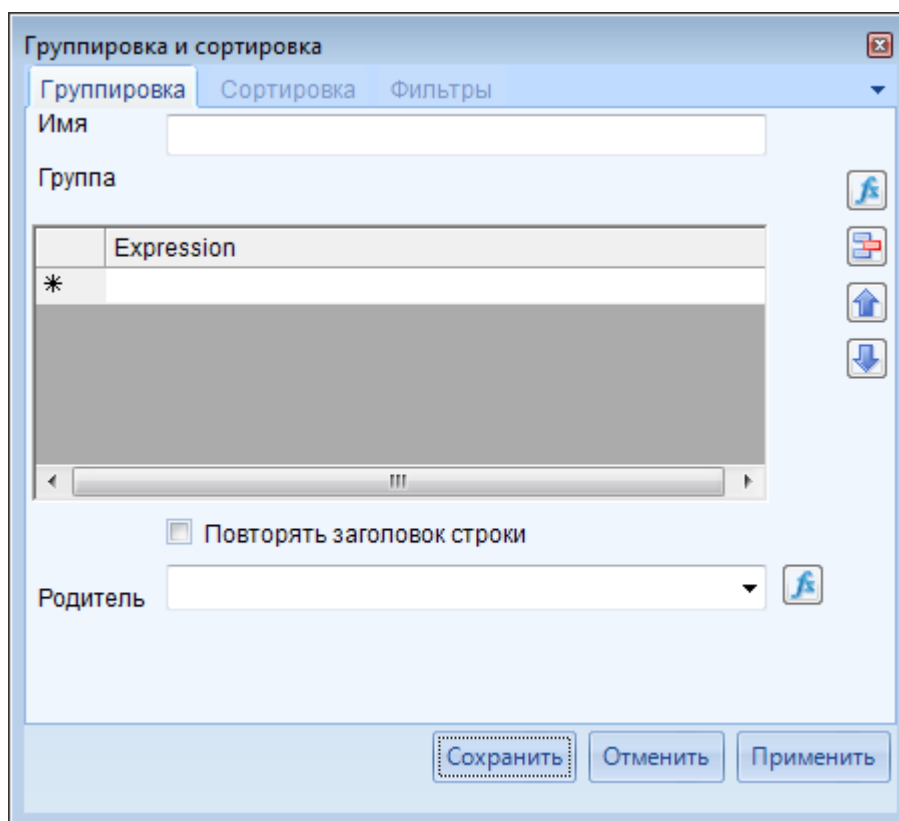 Группировка и сортировка
Группировка Сортировка Фильтры
Имя
Группа
Expression
Повторять заголовок строки
Родитель
Сохранить Отменить Применить